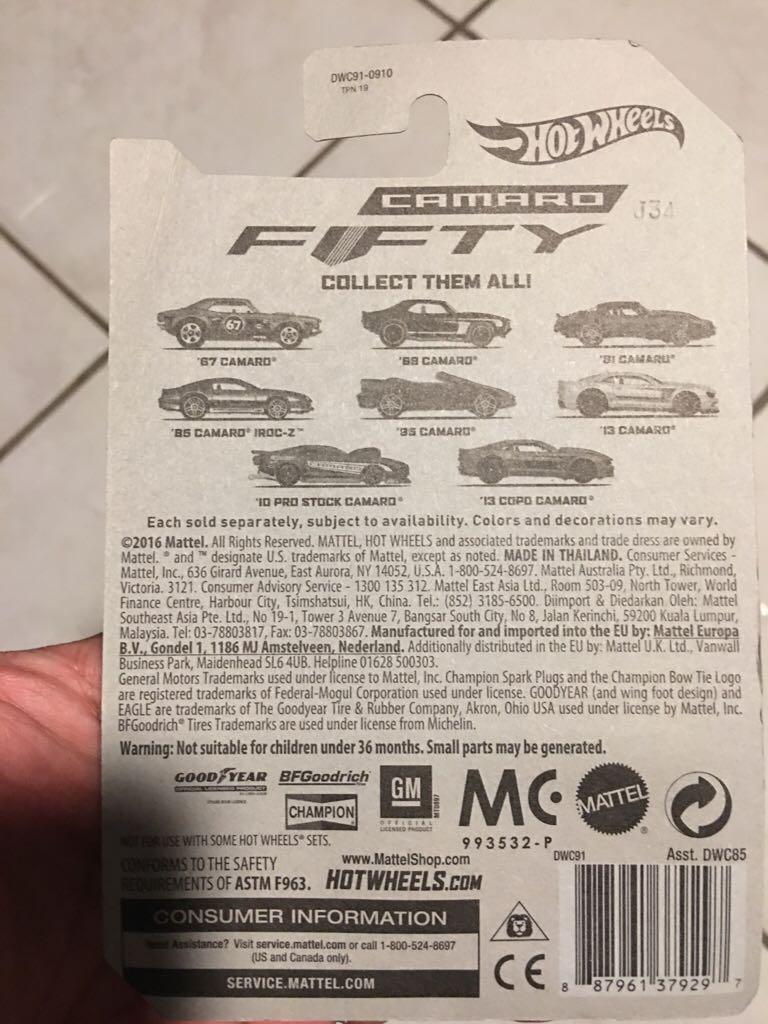 DWC91-0910
TPN 19
HOT WHEELS
CAMARO
FIFTY
J34
COLLECT THEM ALL!
67
'67 CAMARO®
'69 CAMARO®
'81 CAMARO®
'85 CAMARO® IROC-Z™
'95 CAMARO®
'13 CAMARO®
'10 PRO STOCK CAMARO®
'13 COPO CAMARO®
Each sold separately, subject to availability. Colors and decorations may vary.
©2016 Mattel. All Rights Reserved. MATTEL, HOT WHEELS and associated trademarks and trade dress are owned by
Mattel. ® and ™ designate U.S. trademarks of Mattel, except as noted. MADE IN THAILAND. Consumer Services -
Mattel, Inc., 636 Girard Avenue, East Aurora, NY 14052, U.S.A. 1-800-524-8697. Mattel Australia Pty. Ltd., Richmond,
Victoria. 3121. Consumer Advisory Service - 1300 135 312. Mattel East Asia Ltd., Room 503-09, North Tower, World
Finance Centre, Harbour City, Tsimshatsui, HK, China. Tel.: (852) 3185-6500. Diimport & Diedarkan Oleh: Mattel
Southeast Asia Pte. Ltd., No 19-1, Tower 3 Avenue 7, Bangsar South City, No 8, Jalan Kerinchi, 59200 Kuala Lumpur,
Malaysia. Tel: 03-78803817, Fax: 03-78803867. Manufactured for and imported into the EU by: Mattel Europa
B.V., Gondel 1, 1186 MJ Amstelveen, Nederland. Additionally distributed in the EU by: Mattel U.K. Ltd., Vanwall
Business Park, Maidenhead SL6 4UB. Helpline 01628 500303.
General Motors Trademarks used under license to Mattel, Inc. Champion Spark Plugs and the Champion Bow Tie Logo
are registered trademarks of Federal-Mogul Corporation used under license. GOODYEAR (and wing foot design) and
EAGLE are trademarks of The Goodyear Tire & Rubber Company, Akron, Ohio USA used under license by Mattel, Inc.
BFGoodrich® Tires Trademarks are used under license from Michelin.
Warning: Not suitable for children under 36 months. Small parts may be generated.
GOODYEAR
OFFICIAL LICENSED PRODUCT
BFGoodrich
CHAMPION
GM
OFFICIAL
LICENSED PRODUCT
MC
MATTEL®
993532-P
NOT FOR USE WITH SOME HOT WHEELS® SETS.
CONFORMS TO THE SAFETY
REQUIREMENTS OF ASTM F963.
www.MattelShop.com
HOTWHEELS.COM
DWC91
Asst. DWC85
CONSUMER INFORMATION
Need Assistance? Visit service.mattel.com or call 1-800-524-8697
(US and Canada only).
SERVICE.MATTEL.COM
CE
8 87961 37929 7